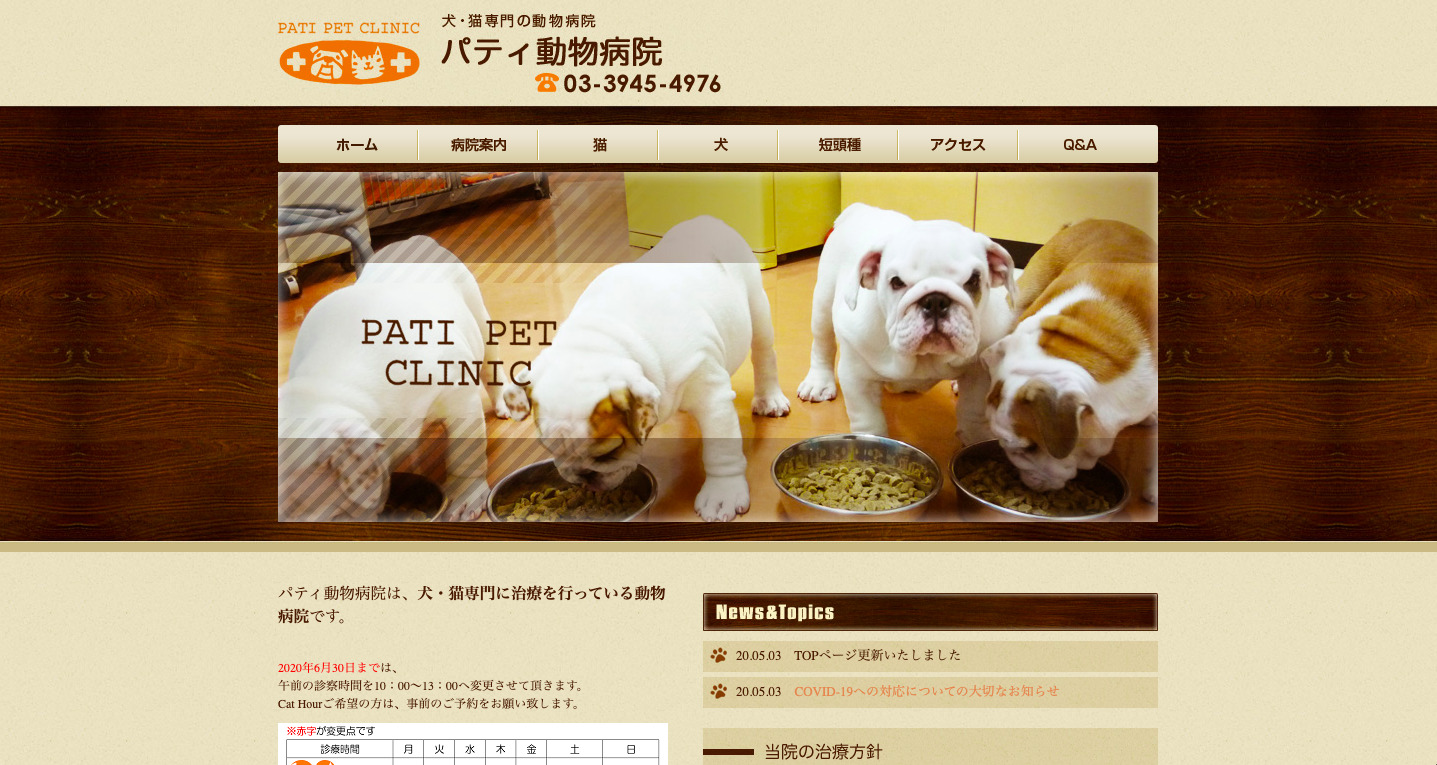 PATI PET CLINIC
犬・猫専門の動物病院
パティ動物病院
03-3945-4976
ホーム
病院案内
猫
犬
短頭種
アクセス
Q&A
PATI PET
CLINIC
パティ動物病院は、犬・猫専門に治療を行っている動物
病院です。
2020年6月30日までは、
午前の診察時間を10：00〜13：00へ変更させて頂きます。
Cat Hourご希望の方は、事前のご予約をお願い致します。
※赤字が変更点です
診療時間 月 火 水 木 金 土 日
News&Topics
20.05.03 TOPページ更新いたしました
20.05.03 COVID-19への対応についての大切なお知らせ
当院の治療方針